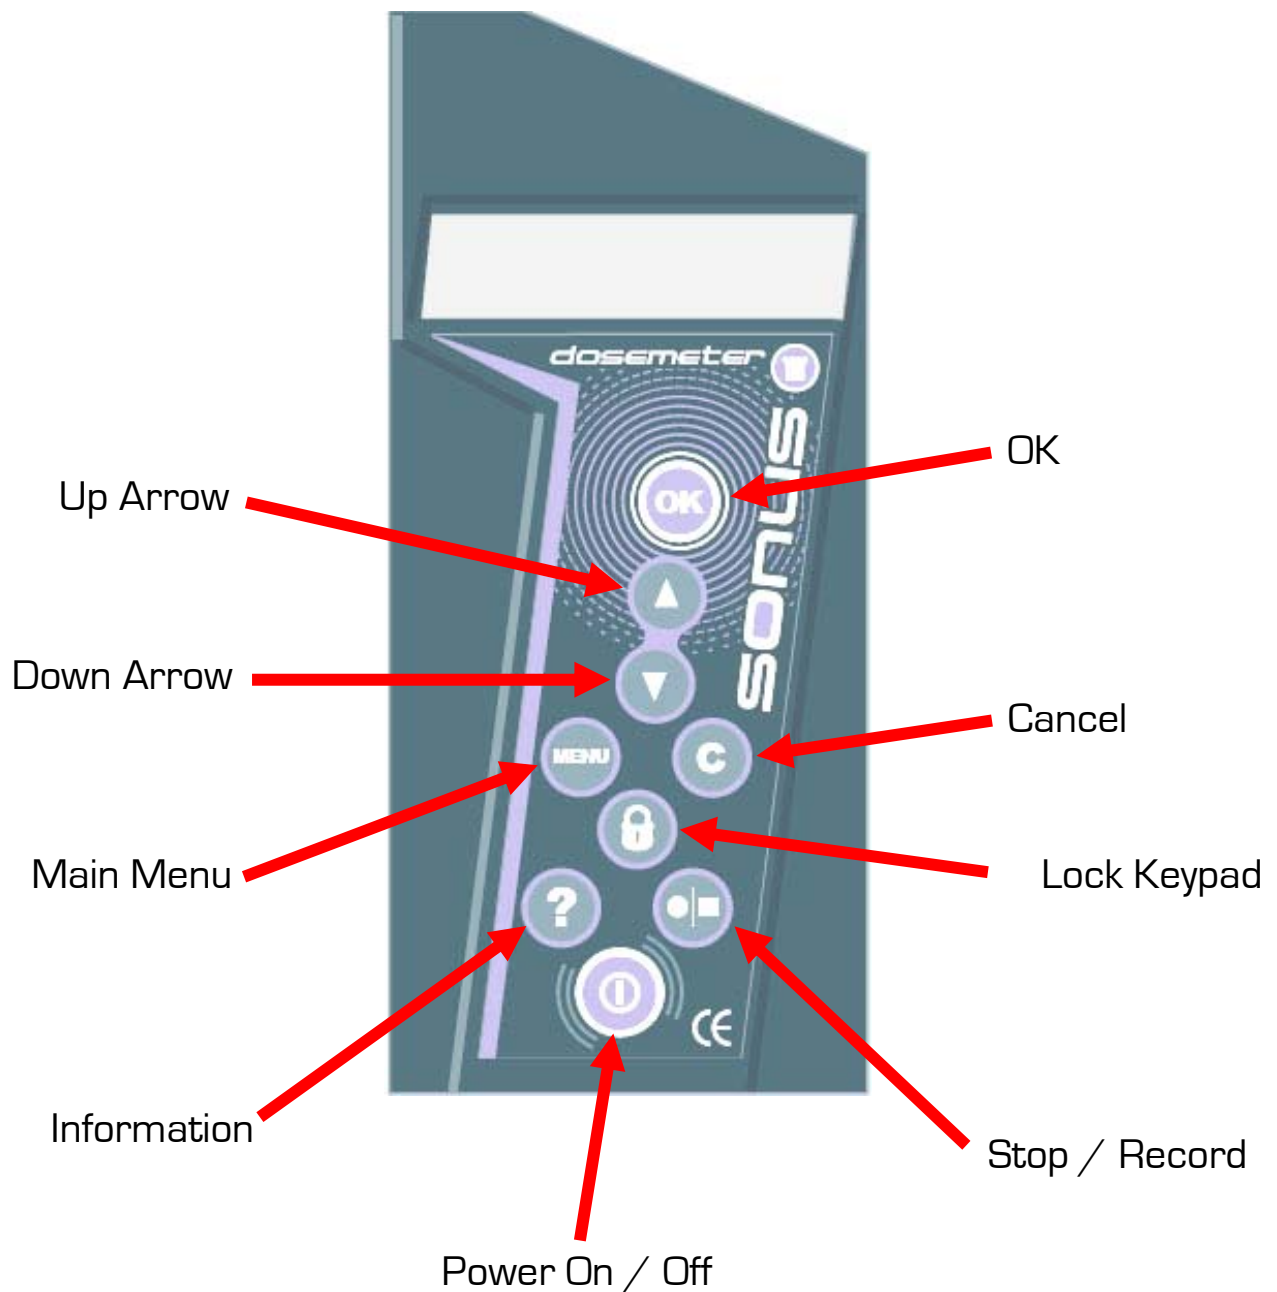 dosemeter
sonus
OK
OK
Up Arrow
Down Arrow
MENU
C
Cancel
Main Menu
Lock Keypad
?
CE
Information
Stop / Record
Power On / Off